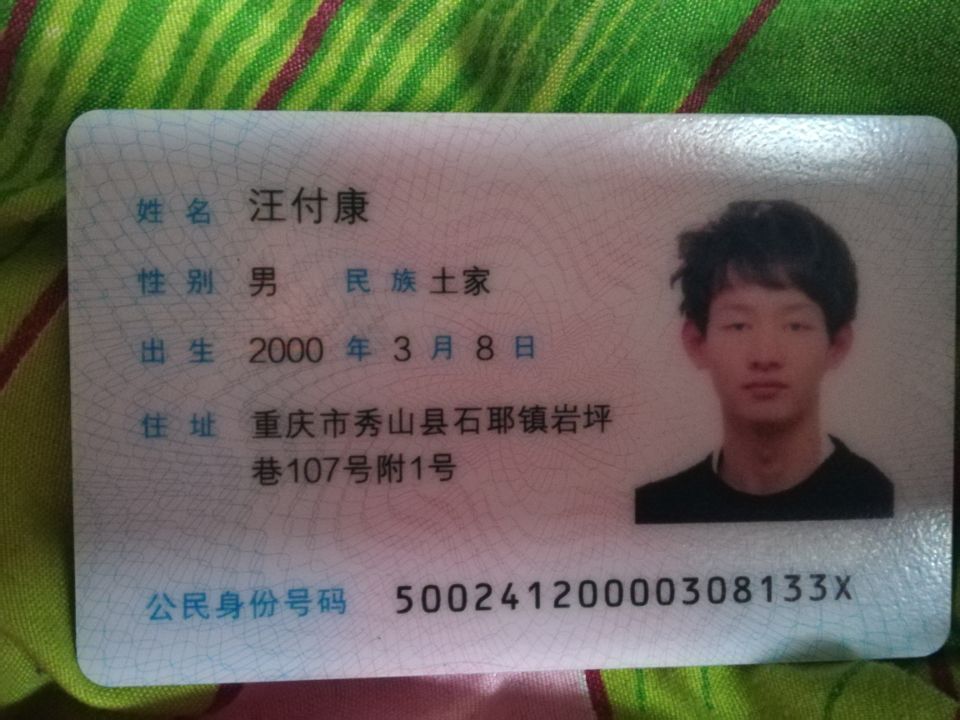 姓名 汪付康
性别 男 民族 土家
出生 2000 年 3 月 8 日
住址 重庆市秀山县石耶镇岩坪
巷107号附1号
公民身份号码 50024120000308133X